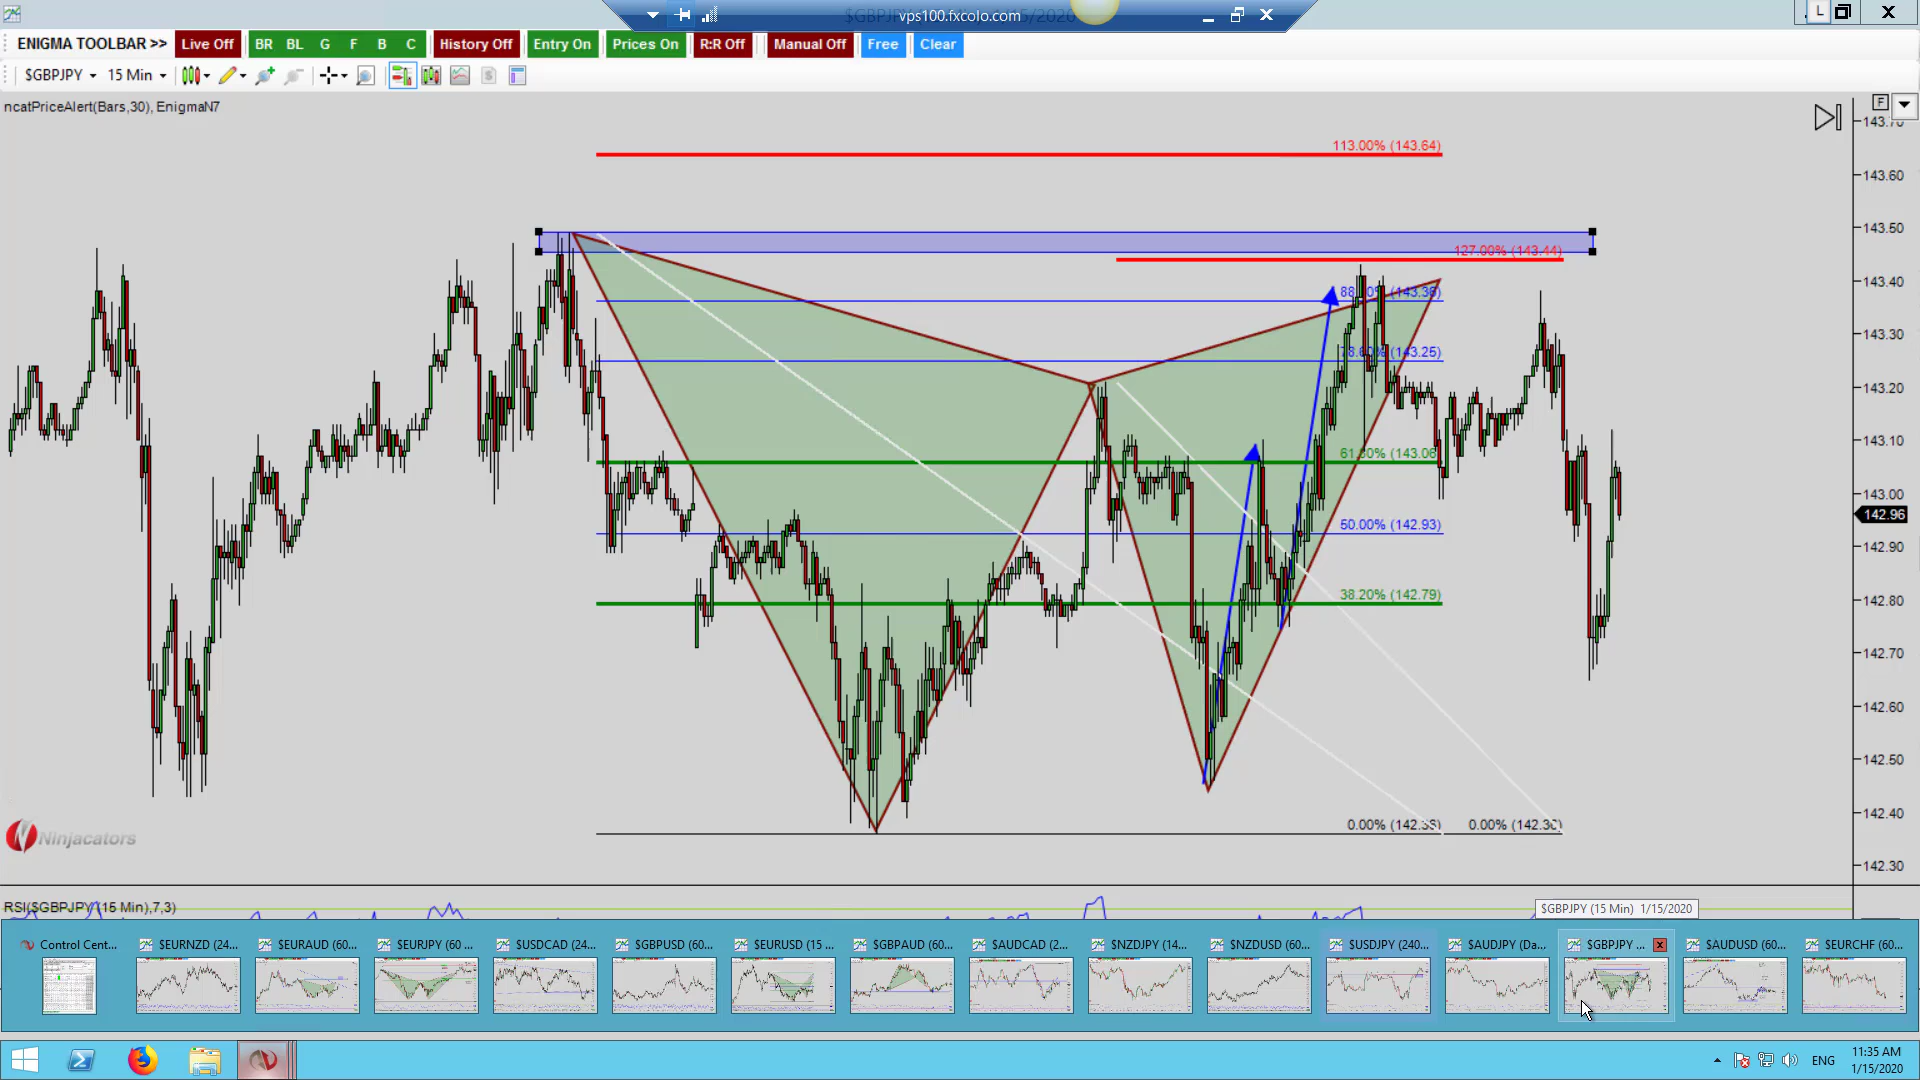 vps100.fxcolo.com
L
ENIGMA TOOLBAR >> Live Off BR BL G F B C History Off Entry On Prices On R:R Off Manual Off Free Clear
$GBPJPY 15 Min
ncatPriceAlert(Bars,30), EnigmaN7
F
113.00% (143.64)
143.60
143.50
127.00% (143.44)
143.40
143.30
78.60% (143.25)
143.20
143.10
61.80% (143.06)
143.00
142.96
50.00% (142.93)
142.90
38.20% (142.79)
142.80
142.70
142.60
142.50
142.40
0.00% (142.36) 0.00% (142.36)
Ninjacators
142.30
RSI($GBPJPY (15 Min),7,3)
$GBPJPY (15 Min) 1/15/2020
Control Cent... $EURNZD (24... $EURAUD (60... $EURJPY (60 ... $USDCAD (24... $GBPUSD (60... $EURUSD (15 ... $GBPAUD (60... $AUDCAD (2... $NZDJPY (14... $NZDUSD (60... $USDJPY (240... $AUDJPY (Da... $GBPJPY ... $AUDUSD (60... $EURCHF (60...
ENG
11:35 AM
1/15/2020